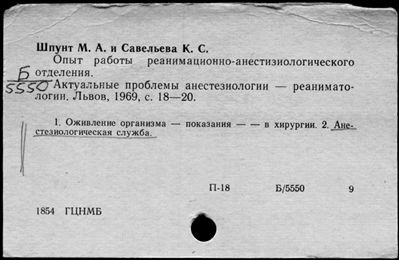 Шпунт М. А. и Савельева К. С.
Опыт работы реанимационно-анестизиологического
отделения.
Б
5550
Актуальные проблемы анестезиологии — реанимато-
логии. Львов, 1969, с. 18—20.
1. Оживление организма — показания — — в хирургии. 2. Ане-
стезиологическая служба.
П-18 Б/5550 9
1854 ГЦНМБ